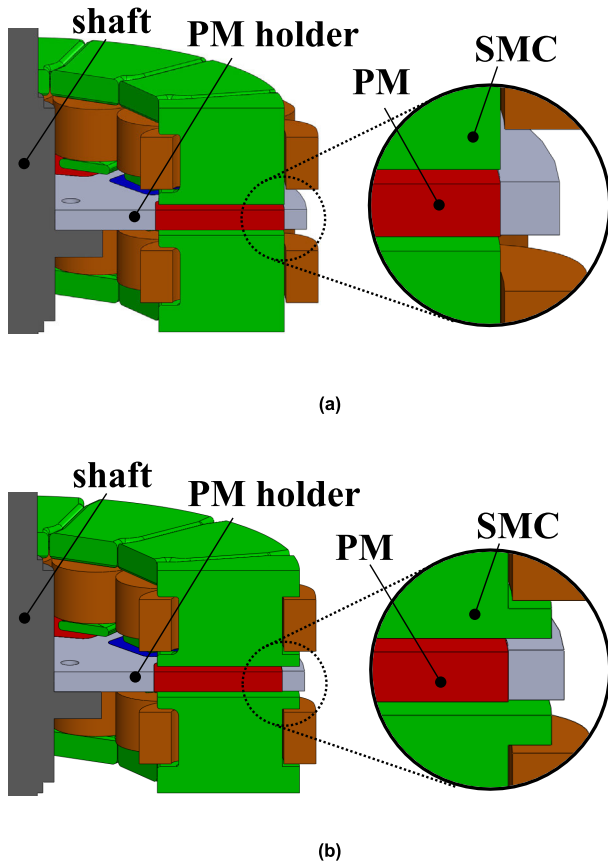 shaft
PM holder
SMC
PM
(a)
shaft
PM holder
SMC
PM
(b)